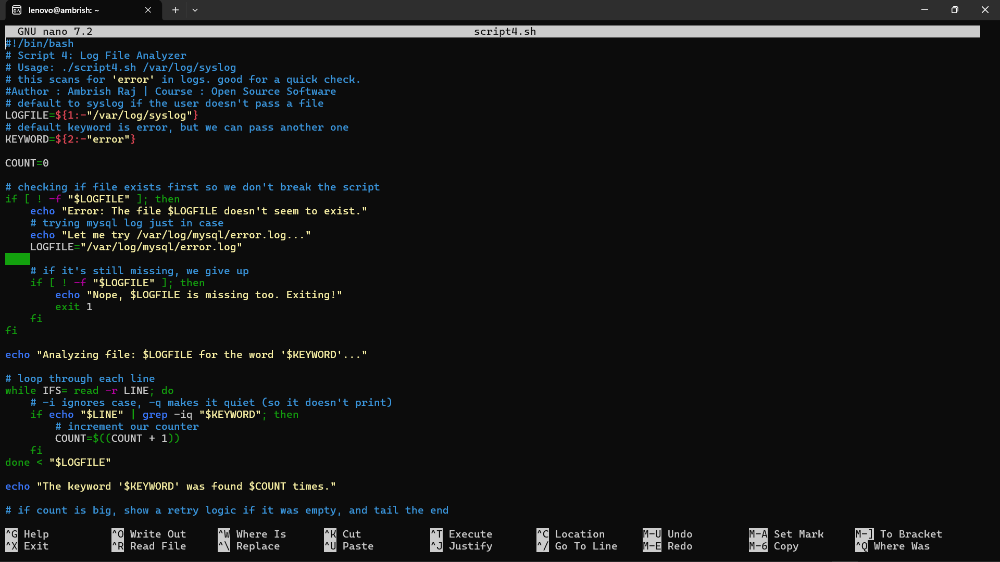 lenovo@ambrish: ~
GNU nano 7.2 script4.sh
#!/bin/bash
# Script 4: Log File Analyzer
# Usage: ./script4.sh /var/log/syslog
# this scans for 'error' in logs. good for a quick check.
#Author : Ambrish Raj | Course : Open Source Software
# default to syslog if the user doesn't pass a file
LOGFILE=${1:-"/var/log/syslog"}
# default keyword is error, but we can pass another one
KEYWORD=${2:-"error"}

COUNT=0

# checking if file exists first so we don't break the script
if [ ! -f "$LOGFILE" ]; then
    echo "Error: The file $LOGFILE doesn't seem to exist."
    # trying mysql log just in case
    echo "Let me try /var/log/mysql/error.log..."
    LOGFILE="/var/log/mysql/error.log"

    # if it's still missing, we give up
    if [ ! -f "$LOGFILE" ]; then
        echo "Nope, $LOGFILE is missing too. Exiting!"
        exit 1
    fi
fi

echo "Analyzing file: $LOGFILE for the word '$KEYWORD'..."

# loop through each line
while IFS= read -r LINE; do
    # -i ignores case, -q makes it quiet (so it doesn't print)
    if echo "$LINE" | grep -iq "$KEYWORD"; then
        # increment our counter
        COUNT=$((COUNT + 1))
    fi
done < "$LOGFILE"

echo "The keyword '$KEYWORD' was found $COUNT times."

# if count is big, show a retry logic if it was empty, and tail the end

^G Help ^O Write Out ^W Where Is ^K Cut ^T Execute ^C Location M-U Undo M-A Set Mark M-] To Bracket
^X Exit ^R Read File ^\ Replace ^U Paste ^J Justify ^/ Go To Line M-E Redo M-6 Copy ^Q Where Was